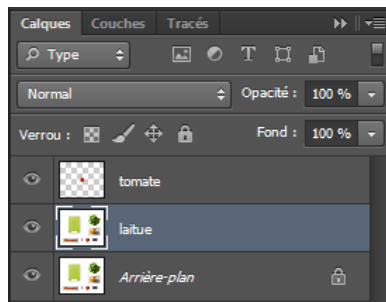 Calques Couches Tracés
Type T
Normal Opacité : 100 %
Verrou : Fond : 100 %
tomate
laitue
Arrière-plan